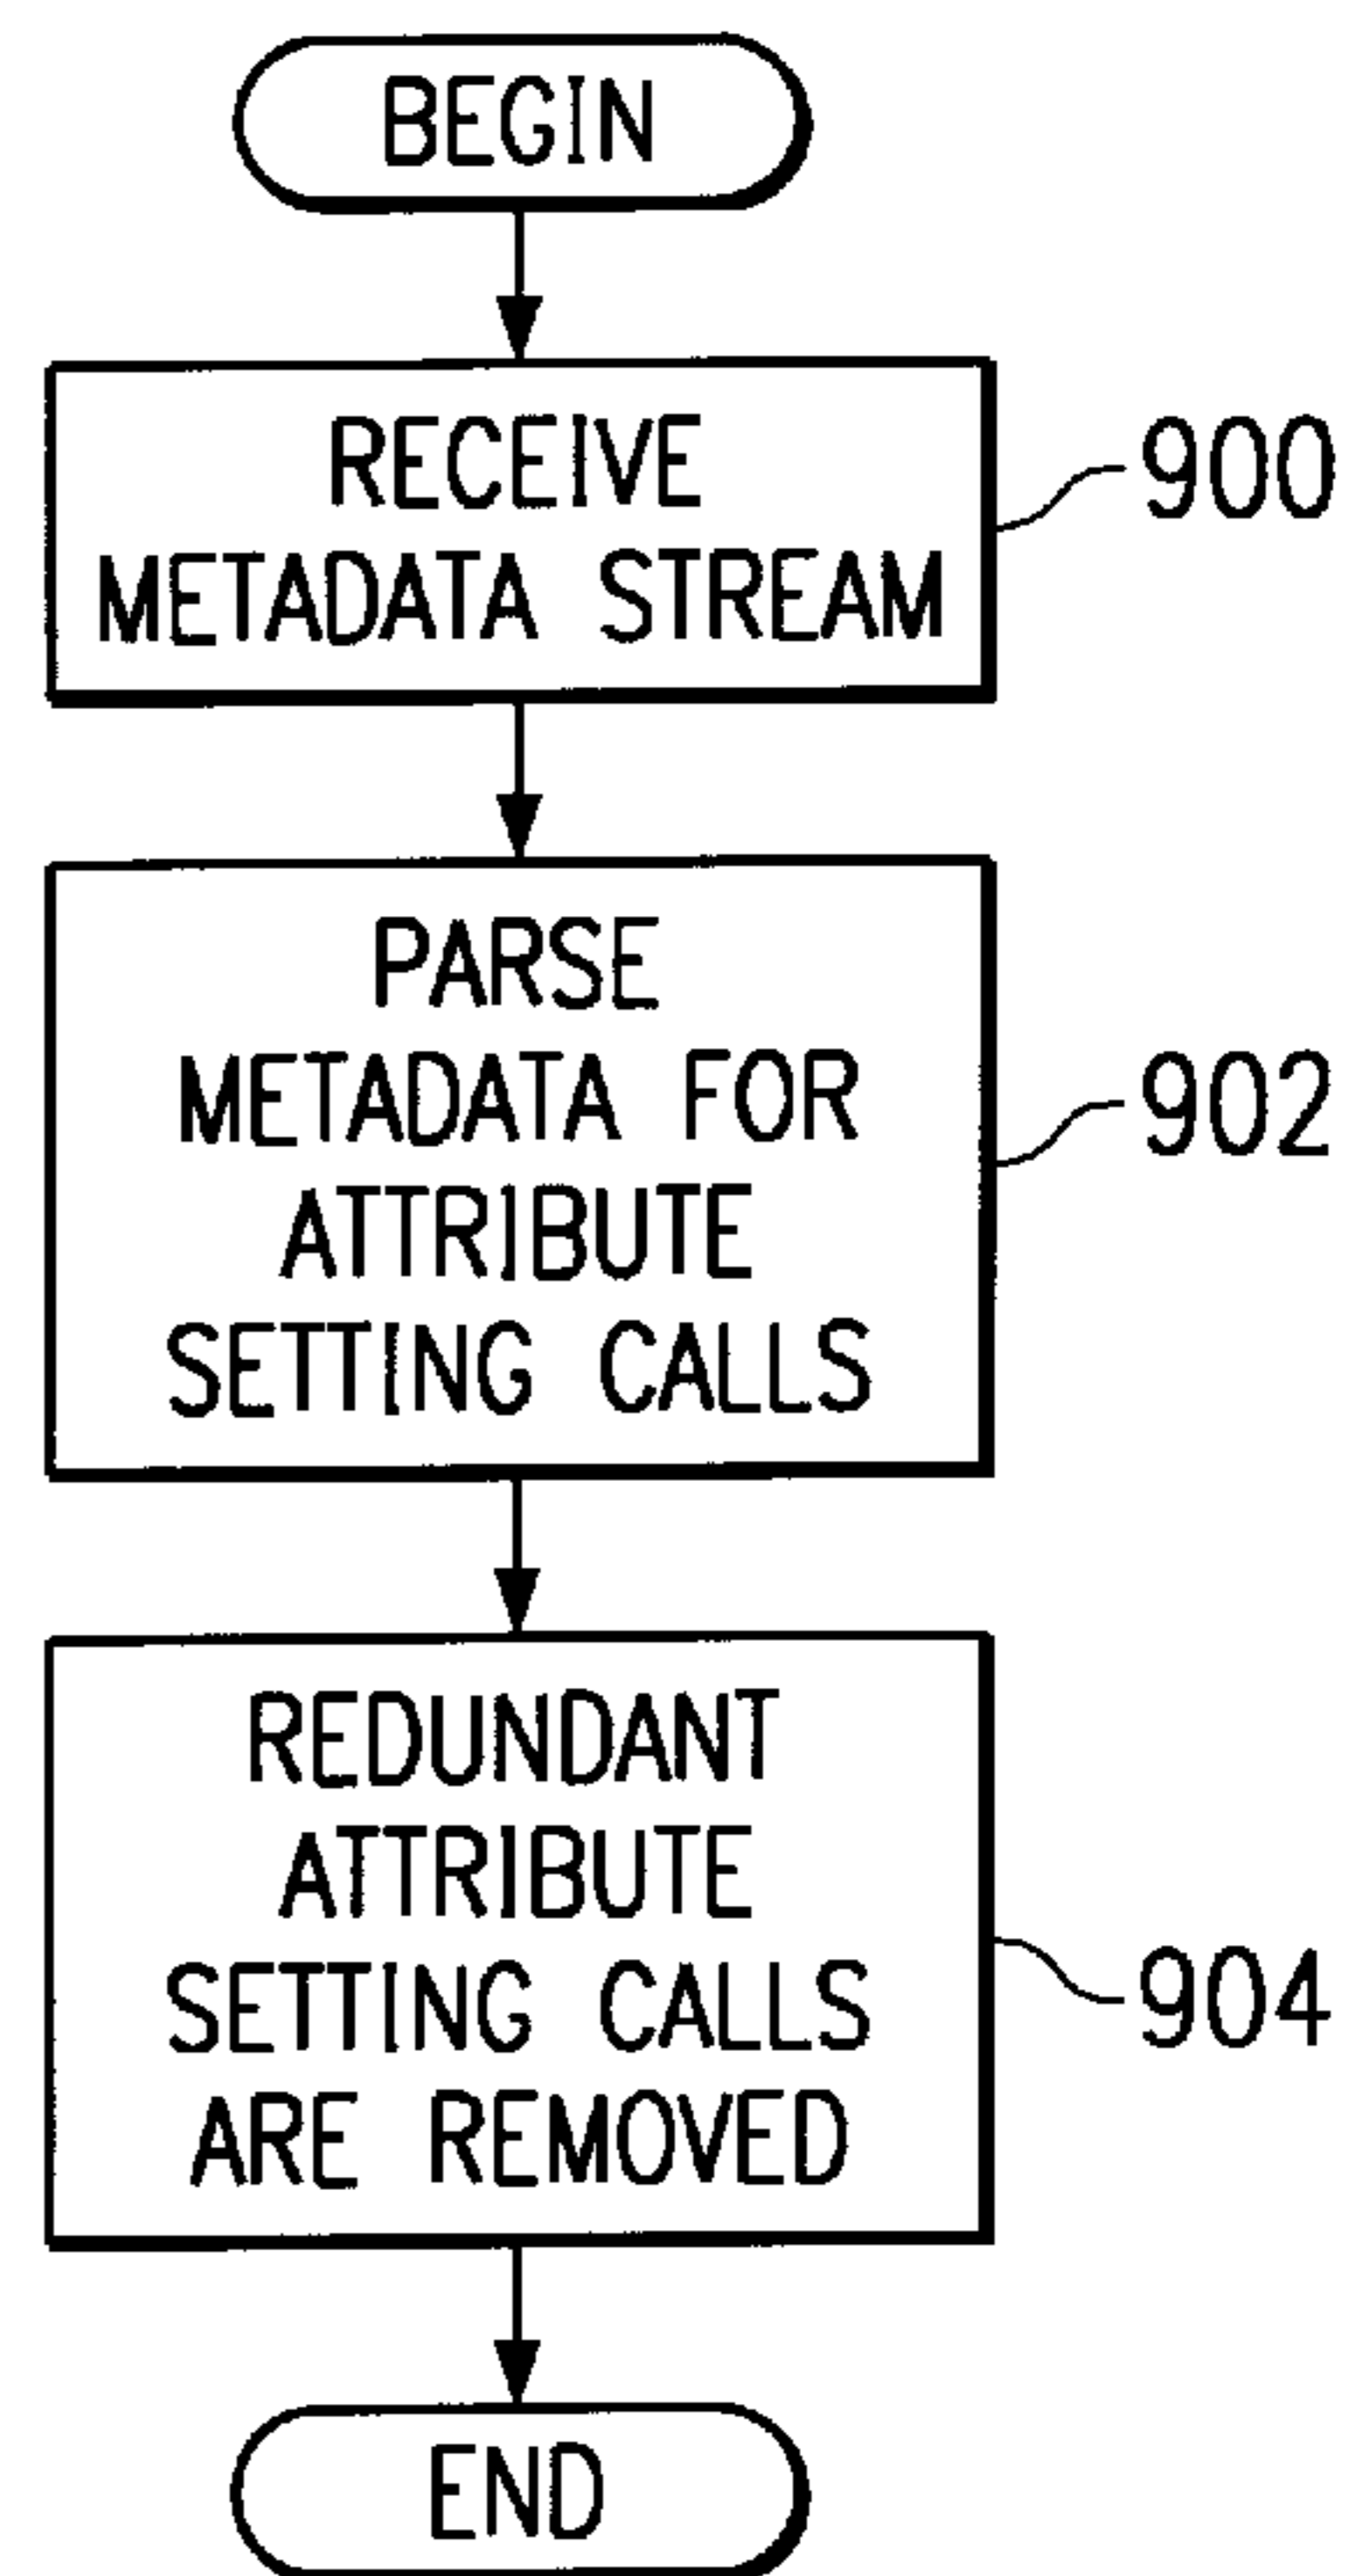 BEGIN
RECEIVE
METADATA STREAM
900
PARSE
METADATA FOR
ATTRIBUTE
SETTING CALLS
902
REDUNDANT
ATTRIBUTE
SETTING CALLS
ARE REMOVED
904
END